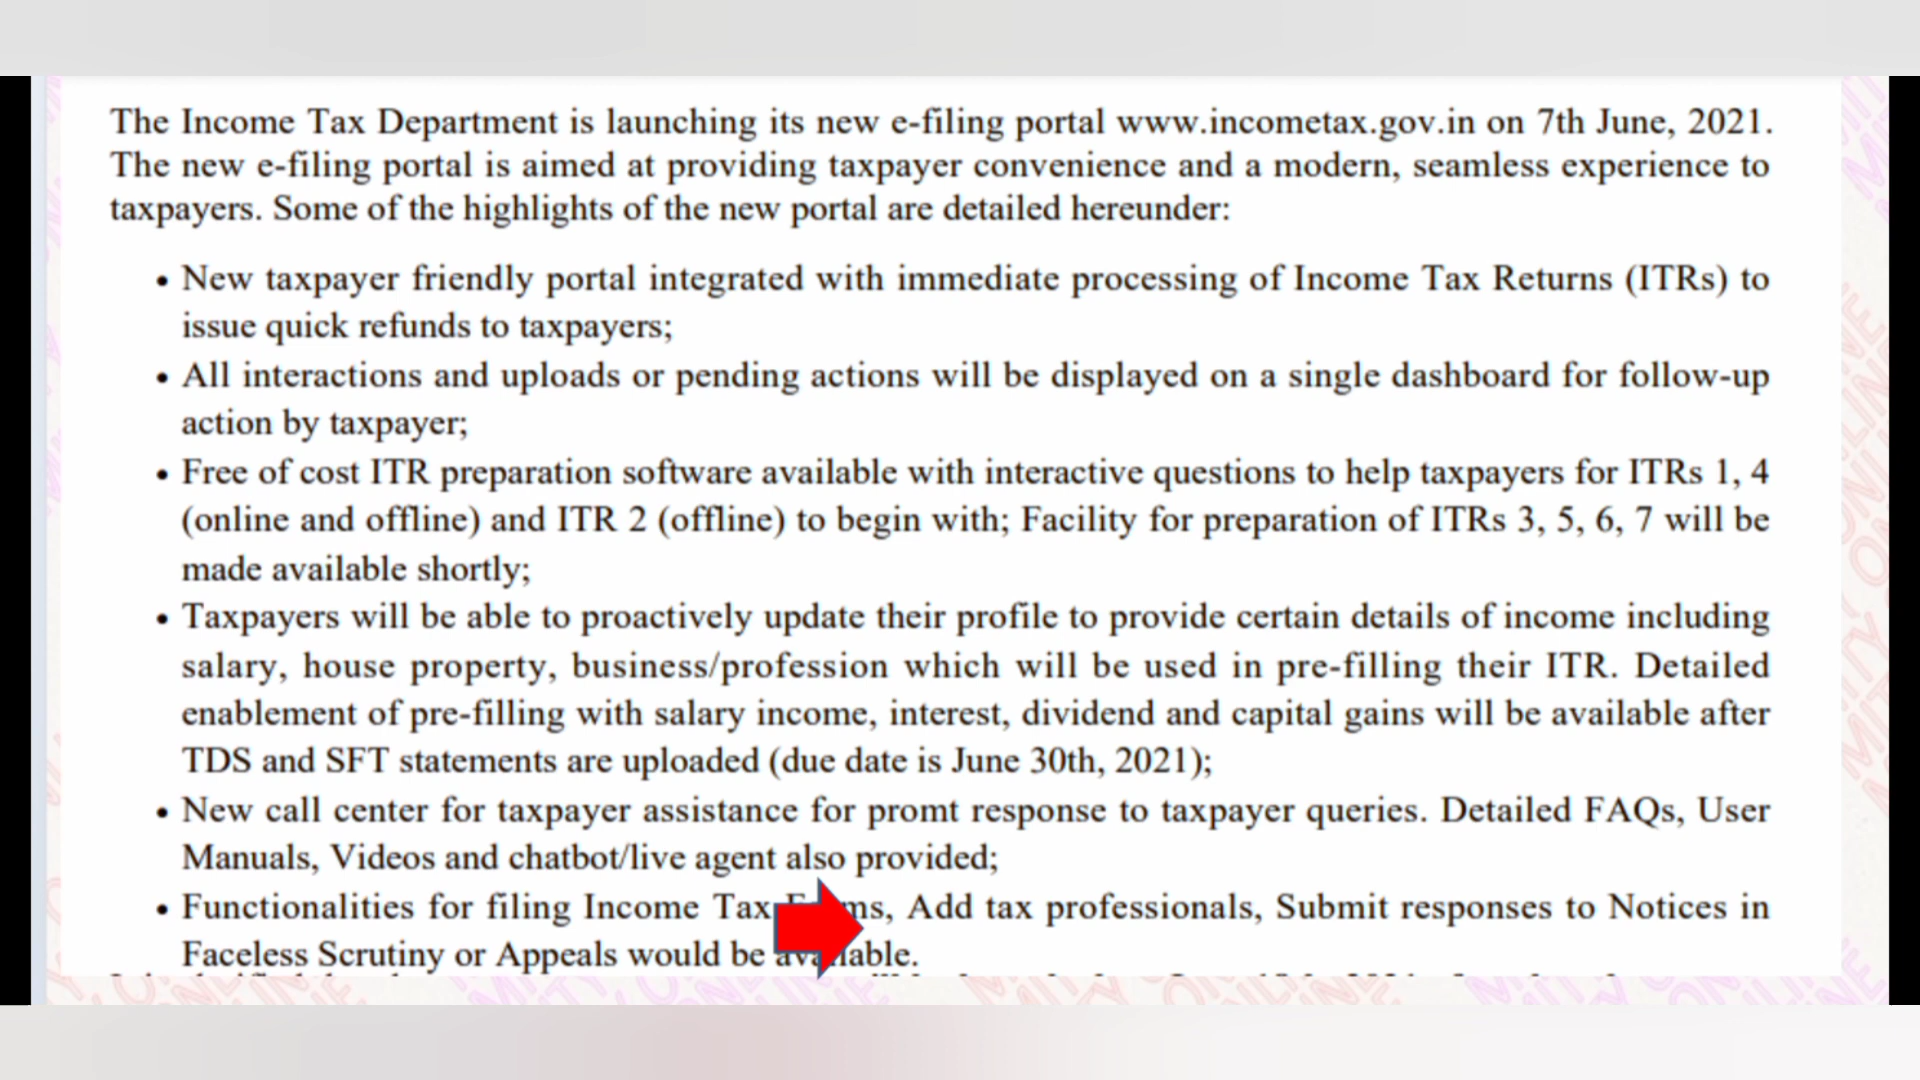 The Income Tax Department is launching its new e-filing portal www.incometax.gov.in on 7th June, 2021.
The new e-filing portal is aimed at providing taxpayer convenience and a modern, seamless experience to
taxpayers. Some of the highlights of the new portal are detailed hereunder:
• New taxpayer friendly portal integrated with immediate processing of Income Tax Returns (ITRs) to
issue quick refunds to taxpayers;
• All interactions and uploads or pending actions will be displayed on a single dashboard for follow-up
action by taxpayer;
• Free of cost ITR preparation software available with interactive questions to help taxpayers for ITRs 1, 4
(online and offline) and ITR 2 (offline) to begin with; Facility for preparation of ITRs 3, 5, 6, 7 will be
made available shortly;
• Taxpayers will be able to proactively update their profile to provide certain details of income including
salary, house property, business/profession which will be used in pre-filling their ITR. Detailed
enablement of pre-filling with salary income, interest, dividend and capital gains will be available after
TDS and SFT statements are uploaded (due date is June 30th, 2021);
• New call center for taxpayer assistance for promt response to taxpayer queries. Detailed FAQs, User
Manuals, Videos and chatbot/live agent also provided;
• Functionalities for filing Income Tax Forms, Add tax professionals, Submit responses to Notices in
Faceless Scrutiny or Appeals would be available.